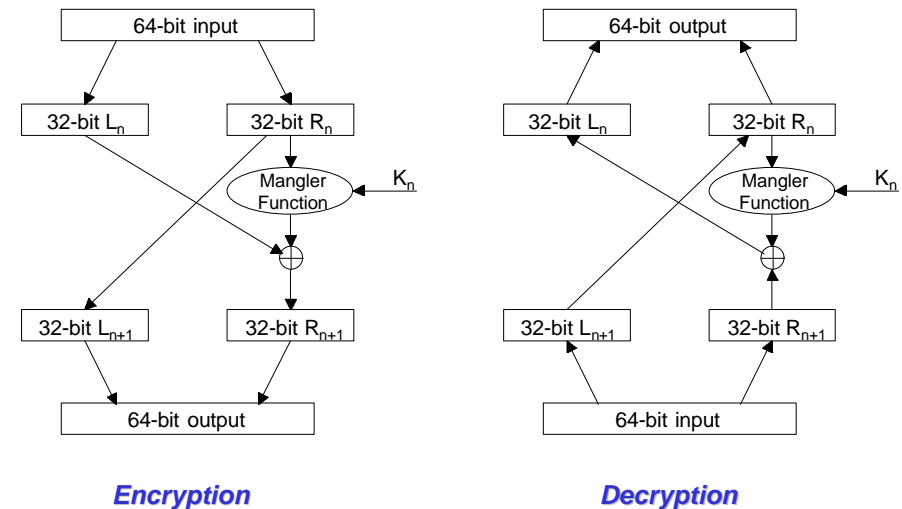 64-bit input
32-bit Lₙ
32-bit Rₙ
Mangler
Function
Kₙ
32-bit Lₙ₊₁
32-bit Rₙ₊₁
64-bit output
Encryption
64-bit output
32-bit Lₙ
32-bit Rₙ
Mangler
Function
Kₙ
32-bit Lₙ₊₁
32-bit Rₙ₊₁
64-bit input
Decryption